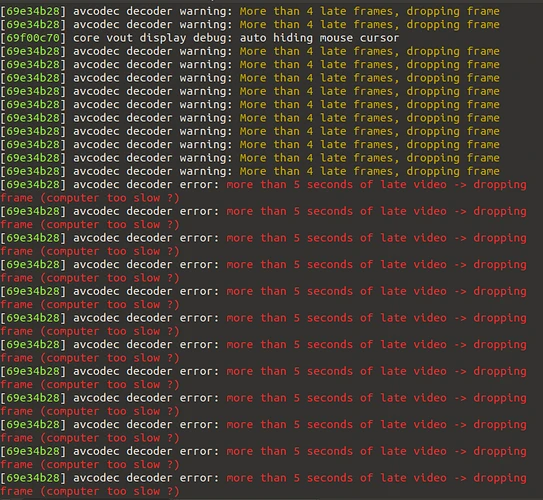 [69e34b28] avcodec decoder warning: More than 4 late frames, dropping frame
[69e34b28] avcodec decoder warning: More than 4 late frames, dropping frame
[69f00c70] core vout display debug: auto hiding mouse cursor
[69e34b28] avcodec decoder warning: More than 4 late frames, dropping frame
[69e34b28] avcodec decoder warning: More than 4 late frames, dropping frame
[69e34b28] avcodec decoder warning: More than 4 late frames, dropping frame
[69e34b28] avcodec decoder warning: More than 4 late frames, dropping frame
[69e34b28] avcodec decoder warning: More than 4 late frames, dropping frame
[69e34b28] avcodec decoder warning: More than 4 late frames, dropping frame
[69e34b28] avcodec decoder warning: More than 4 late frames, dropping frame
[69e34b28] avcodec decoder warning: More than 4 late frames, dropping frame
[69e34b28] avcodec decoder warning: More than 4 late frames, dropping frame
[69e34b28] avcodec decoder warning: More than 4 late frames, dropping frame
[69e34b28] avcodec decoder error: more than 5 seconds of late video -> dropping
frame (computer too slow ?)
[69e34b28] avcodec decoder error: more than 5 seconds of late video -> dropping
frame (computer too slow ?)
[69e34b28] avcodec decoder error: more than 5 seconds of late video -> dropping
frame (computer too slow ?)
[69e34b28] avcodec decoder error: more than 5 seconds of late video -> dropping
frame (computer too slow ?)
[69e34b28] avcodec decoder error: more than 5 seconds of late video -> dropping
frame (computer too slow ?)
[69e34b28] avcodec decoder error: more than 5 seconds of late video -> dropping
frame (computer too slow ?)
[69e34b28] avcodec decoder error: more than 5 seconds of late video -> dropping
frame (computer too slow ?)
[69e34b28] avcodec decoder error: more than 5 seconds of late video -> dropping
frame (computer too slow ?)
[69e34b28] avcodec decoder error: more than 5 seconds of late video -> dropping
frame (computer too slow ?)
[69e34b28] avcodec decoder error: more than 5 seconds of late video -> dropping
frame (computer too slow ?)
[69e34b28] avcodec decoder error: more than 5 seconds of late video -> dropping
frame (computer too slow ?)
[69e34b28] avcodec decoder error: more than 5 seconds of late video -> dropping
frame (computer too slow ?)